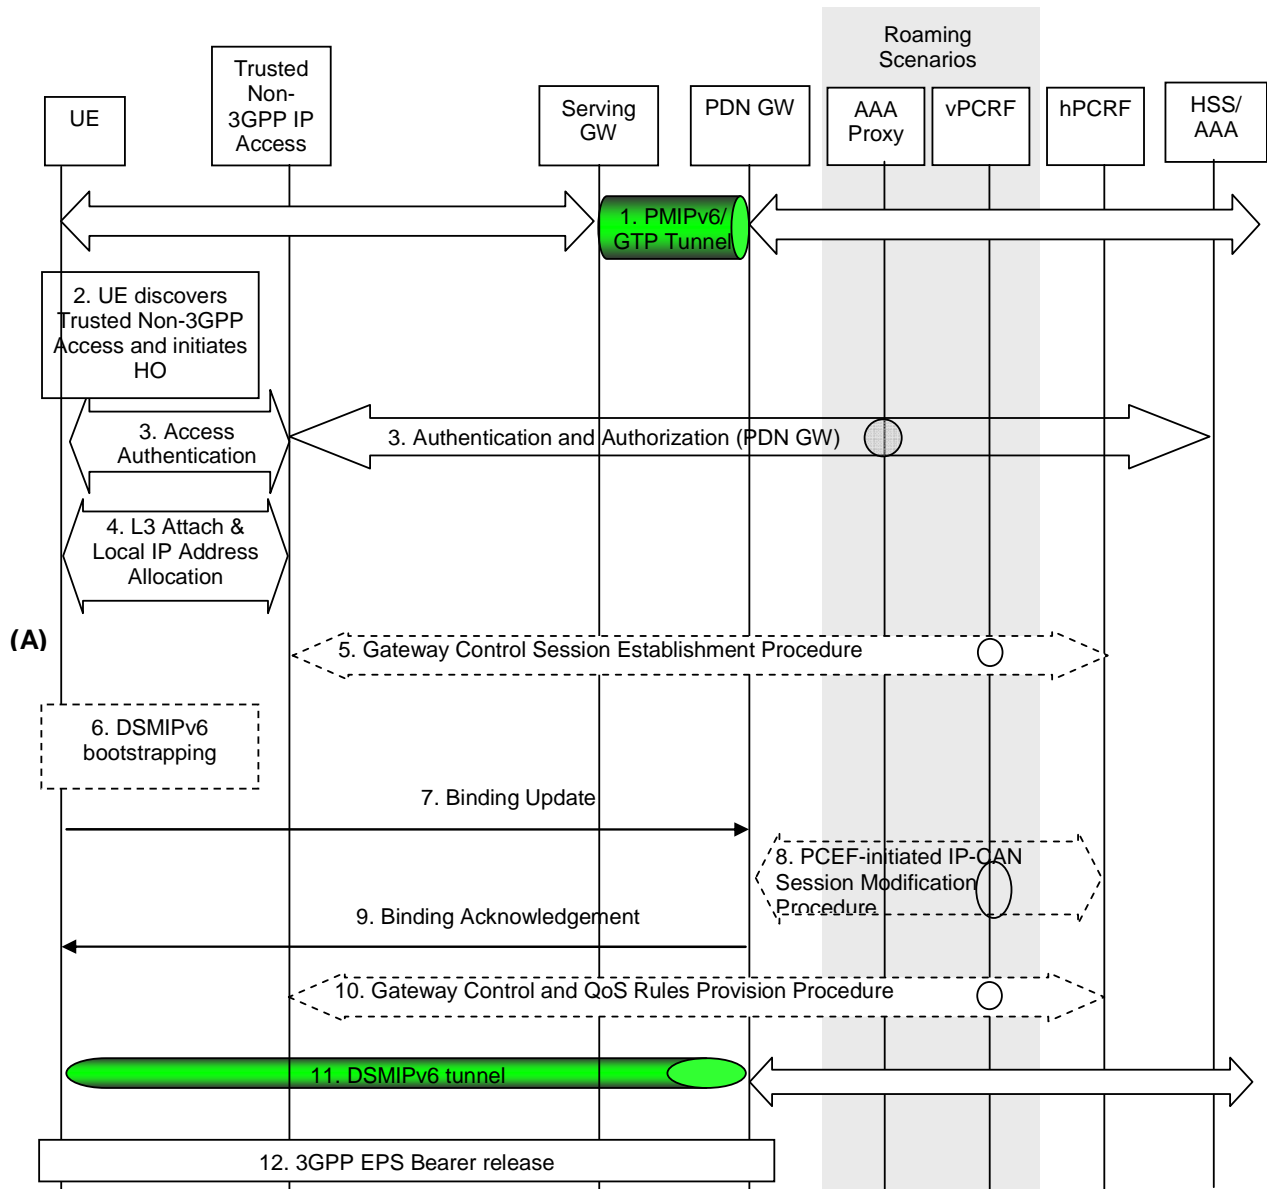 Roaming
Scenarios
UE
Trusted
Non-
3GPP IP
Access
Serving
GW
PDN GW
AAA
Proxy
vPCRF
hPCRF
HSS/
AAA
1. PMIPv6/
GTP Tunnel
2. UE discovers
Trusted Non-3GPP
Access and initiates
HO
3. Access
Authentication
3. Authentication and Authorization (PDN GW)
4. L3 Attach &
Local IP Address
Allocation
(A)
5. Gateway Control Session Establishment Procedure
6. DSMIPv6
bootstrapping
7. Binding Update
8. PCEF-initiated IP-CAN
Session Modification
Procedure
9. Binding Acknowledgement
10. Gateway Control and QoS Rules Provision Procedure
11. DSMIPv6 tunnel
12. 3GPP EPS Bearer release